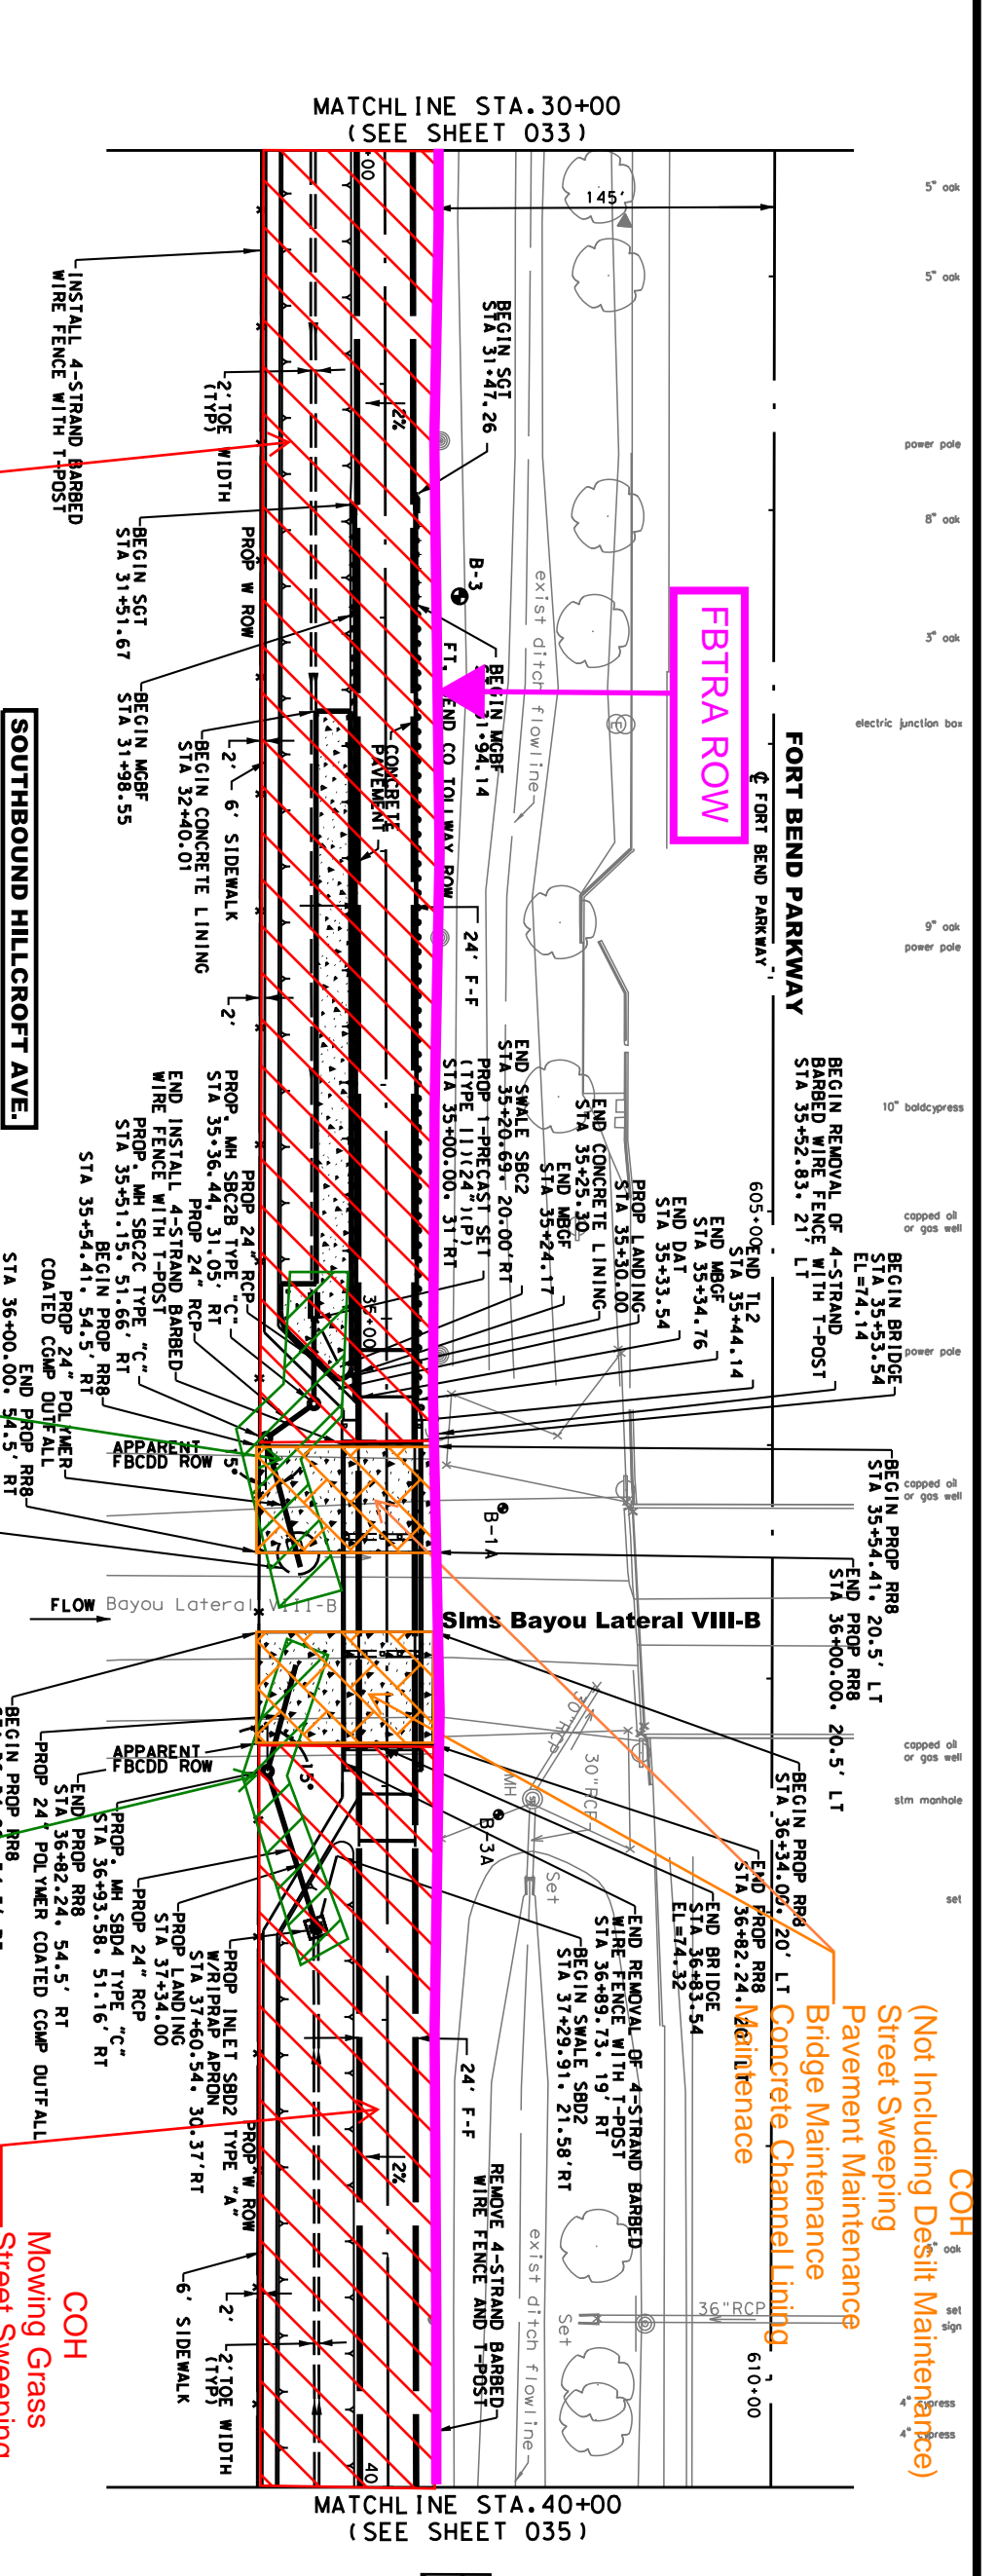 MATCHLINE STA.30+00
(SEE SHEET 033)
5" oak
5" oak
power pole
8" oak
3" oak
electric junction box
9" oak
power pole
10" baldcypress
capped oil
or gas well
power pole
capped oil
or gas well
capped oil
or gas well
stm manhole
set
set
sign
145'
INSTALL 4-STRAND BARBED
WIRE FENCE WITH T-POST
2' TOE WIDTH
(TYP)
2%
BEGIN SGT
STA 31+47.26
BEGIN SGT
STA 31+51.67
PROP W ROW
B-3
exist ditch flowline
FBTRA ROW
BEGIN MGBF
STA 31+98.55
BEGIN MGBF
CONCRETE
PAVEMENT
BEGIN CONCRETE LINING
STA 32+40.01
2'
6' SIDEWALK
2'
24' F-F
FORT BEND PARKWAY
℄ FORT BEND PARKWAY
SOUTHBOUND HILLCROFT AVE.
605+00
BEGIN REMOVAL OF 4-STRAND
BARBED WIRE FENCE WITH T-POST
STA 35+52.83, 21' LT
BEGIN BRIDGE
STA 35+53.54
EL=74.14
END TL2
STA 35+44.14
END MBGF
STA 35+34.76
END DAT
STA 35+33.54
PROP LANDING
STA 35+30.00
END CONCRETE LINING
STA 35+25.30
END MBGF
STA 35+24.17
END SWALE SBC2
STA 35+20.69, 20.00'RT
PROP 1-PRECAST SET
(TYPE II)(24")(P)
STA 35+00.00, 31'RT
35+00
PROP 24" RCP
PROP. MH SBC2B TYPE "C"
STA 35+36.44, 31.05' RT
PROP 24" RCP
END INSTALL 4-STRAND BARBED
WIRE FENCE WITH T-POST
PROP. MH SBC2C TYPE "C"
STA 35+51.15, 51.66' RT
BEGIN PROP RR8
STA 35+54.41, 54.5' RT
PROP 24" POLYMER
COATED CGMP OUTFALL
END PROP RR8
STA 36+00.00, 54.5' RT
APPARENT
FBCDD ROW
15°
BEGIN PROP RR8
STA 35+54.41, 20.5' LT
END PROP RR8
STA 36+00.00, 20.5' LT
B-1A
FLOW
Bayou Lateral VIII-B
SIms Bayou Lateral VIII-B
30"RCP
30"RCP
MH
B-3A
Set
APPARENT
FBCDD ROW
15°
BEGIN PROP RR8
STA 36+34.00, 20' LT
END PROP RR8
STA 36+82.24, 20' LT
END BRIDGE
STA 36+83.54
EL=74.32
END REMOVAL OF 4-STRAND BARBED
WIRE FENCE WITH T-POST
STA 36+89.73, 19' RT
BEGIN SWALE SBD2
STA 37+29.91, 21.58'RT
BEGIN PROP RR8
PROP 24" POLYMER COATED CGMP OUTFALL
END PROP RR8
STA 36+82.24, 54.5' RT
PROP. MH SBD4 TYPE "C"
STA 36+93.58, 51.16'RT
PROP 24" RCP
PROP LANDING
STA 37+34.00
PROP INLET SBD2 TYPE "A"
W/RIPRAP APRON
STA 37+60.54, 30.37'RT
PROP W ROW
24' F-F
2%
REMOVE 4-STRAND BARBED
WIRE FENCE AND T-POST
exist ditch flowline
Set
36"RCP
610+00
6' SIDEWALK
2'
2' TOE WIDTH
(TYP)
COH
(Not Including Desilt Maintenance)
Street Sweeping
Pavement Maintenance
Bridge Maintenance
Concrete Channel Lining
Maintenace
COH
Mowing Grass
Street Sweeping
40
MATCHLINE STA.40+00
(SEE SHEET 035)